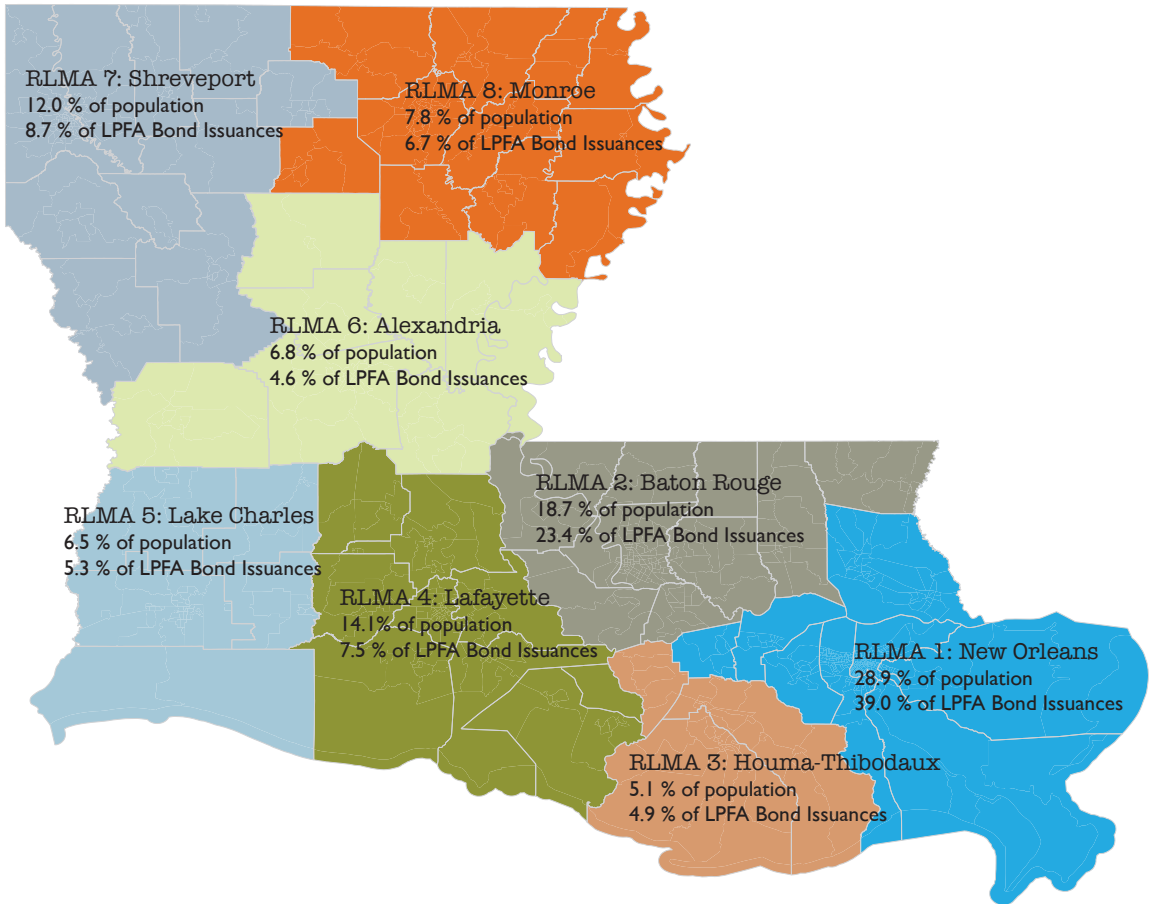 RLMA 7: Shreveport
12.0 % of population
8.7 % of LPFA Bond Issuances
RLMA 8: Monroe
7.8 % of population
6.7 % of LPFA Bond Issuances
RLMA 6: Alexandria
6.8 % of population
4.6 % of LPFA Bond Issuances
RLMA 2: Baton Rouge
18.7 % of population
23.4 % of LPFA Bond Issuances
RLMA 5: Lake Charles
6.5 % of population
5.3 % of LPFA Bond Issuances
RLMA 4: Lafayette
14.1% of population
7.5 % of LPFA Bond Issuances
RLMA 1: New Orleans
28.9 % of population
39.0 % of LPFA Bond Issuances
RLMA 3: Houma-Thibodaux
5.1 % of population
4.9 % of LPFA Bond Issuances